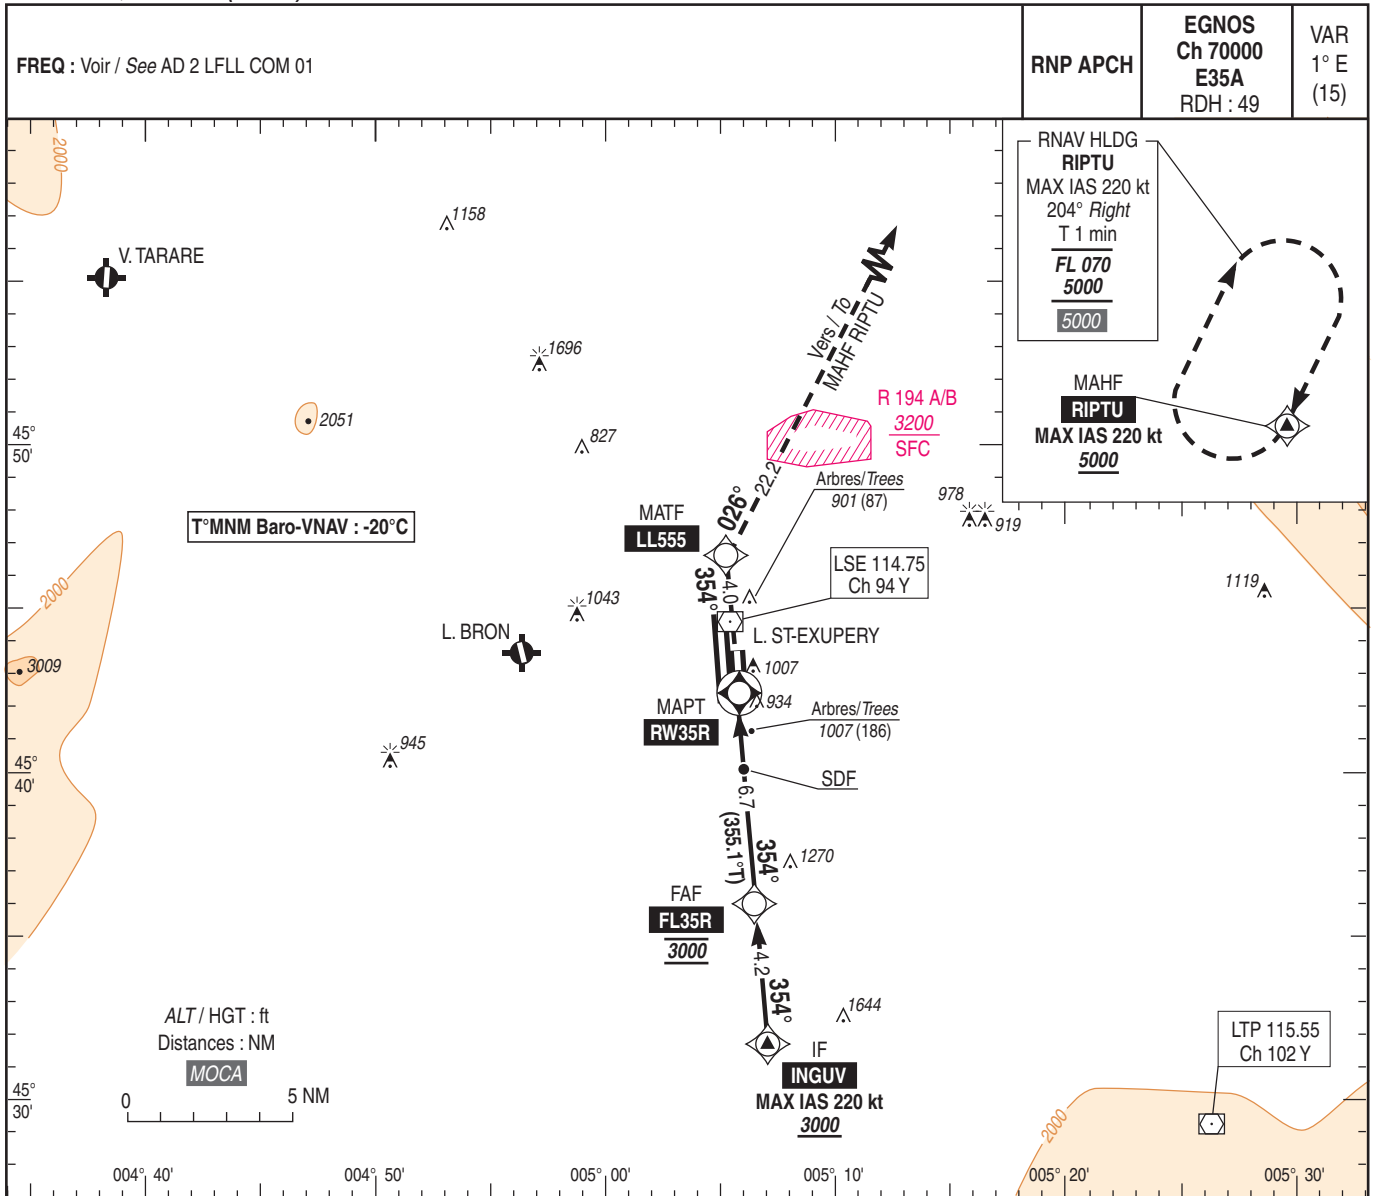 FREQ : Voir / See AD 2 LFLL COM 01
RNP APCH
EGNOS
Ch 70000
E35A
RDH : 49
VAR
1° E
(15)
2000
1158
V. TARARE
RNAV HLDG
RIPTU
MAX IAS 220 kt
204° Right
T 1 min
FL 070
5000
5000
Vers / To
MAHF RIPTU
1696
MAHF
RIPTU
MAX IAS 220 kt
5000
R 194 A/B
3200
SFC
2051
827
45°
50'
22.2
026°
Arbres/Trees
901 (87)
978
919
MATF
LL555
T°MNM Baro-VNAV : -20°C
LSE 114.75
Ch 94 Y
354°
4.0
2000
1043
1119
L. BRON
L. ST-EXUPERY
3009
1007
934
MAPT
RW35R
Arbres/Trees
1007 (186)
945
45°
40'
SDF
6.7
(355.1°T)
354°
1270
FAF
FL35R
3000
4.2
354°
1644
ALT / HGT : ft
Distances : NM
MOCA
0
5 NM
IF
INGUV
MAX IAS 220 kt
3000
LTP 115.55
Ch 102 Y
45°
30'
2000
004° 40'
004° 50'
005° 00'
005° 10'
005° 20'
005° 30'